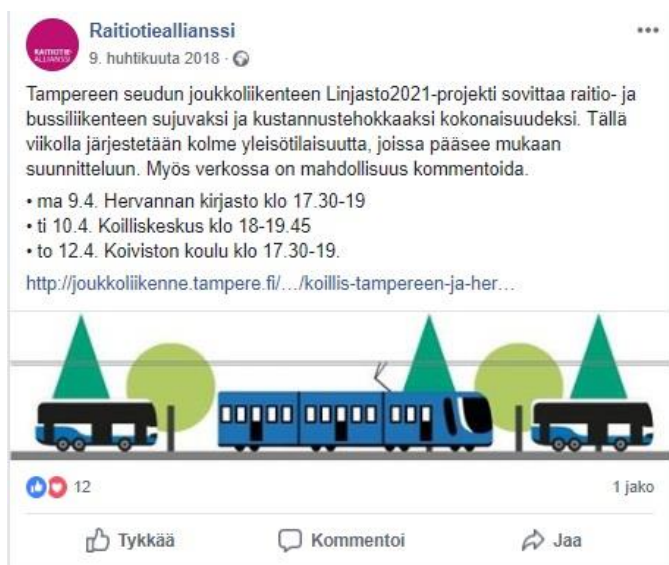 RAITIOTIE-
ALLIANSSI
Raitiotieallianssi
9. huhtikuuta 2018 ·
Tampereen seudun joukkoliikenteen Linjasto2021-projekti sovittaa raitio- ja
bussiliikenteen sujuvaksi ja kustannustehokkaaksi kokonaisuudeksi. Tällä
viikolla järjestetään kolme yleisötilaisuutta, joissa pääsee mukaan
suunnitteluun. Myös verkossa on mahdollisuus kommentoida.
• ma 9.4. Hervannan kirjasto klo 17.30-19
• ti 10.4. Koilliskeskus klo 18-19.45
• to 12.4. Koiviston koulu klo 17.30-19.
http://joukkoliikenne.tampere.fi/…/koillis-tampereen-ja-her…
12
1 jako
Tykkää
Kommentoi
Jaa